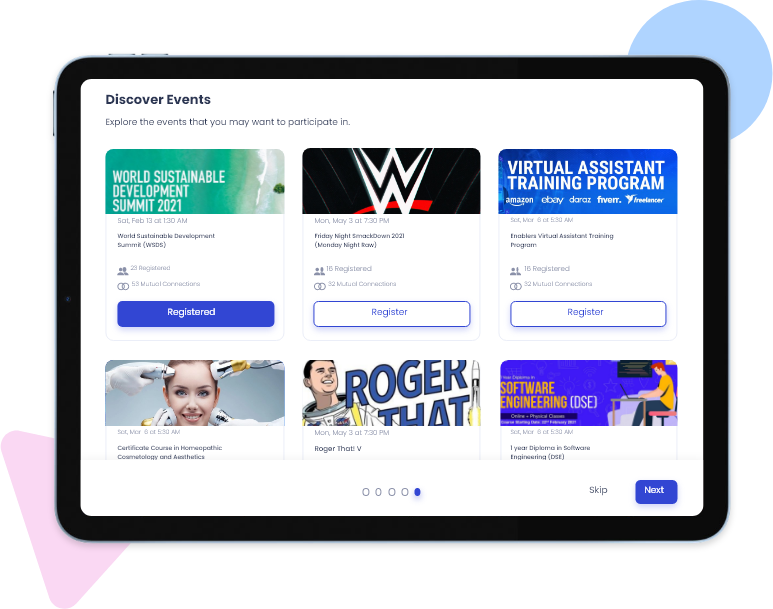 Discover Events
Explore the events that you may want to participate in.
WORLD SUSTAINABLE
DEVELOPMENT
SUMMIT 2021
Sat, Feb 13 at 1:30 AM
World Sustainable Development
Summit (WSDS)
23 Registered
53 Mutual Connections
Registered
W
Mon, May 3 at 7:30 PM
Friday Night SmackDown 2021
(Monday Night Raw)
16 Registered
32 Mutual Connections
Register
VIRTUAL ASSISTANT
TRAINING PROGRAM
amazon ebay daraz fiverr. freelancer
Sat, Mar 6 at 5:30 AM
Enablers Virtual Assistant Training
Program
16 Registered
32 Mutual Connections
Register
Sat, Mar 6 at 5:30 AM
Certificate Course in Homeopathic
Cosmetology and Aesthetics
ROGER
THAT!
Mon, May 3 at 7:30 PM
Roger That! V
1 year Diploma in
SOFTWARE
ENGINEERING (DSE)
Online + Physical Classes
Course Starting Date: 22nd February 2021
Sat, Mar 6 at 5:30 AM
1 year Diploma in Software
Engineering (DSE)
Skip
Next